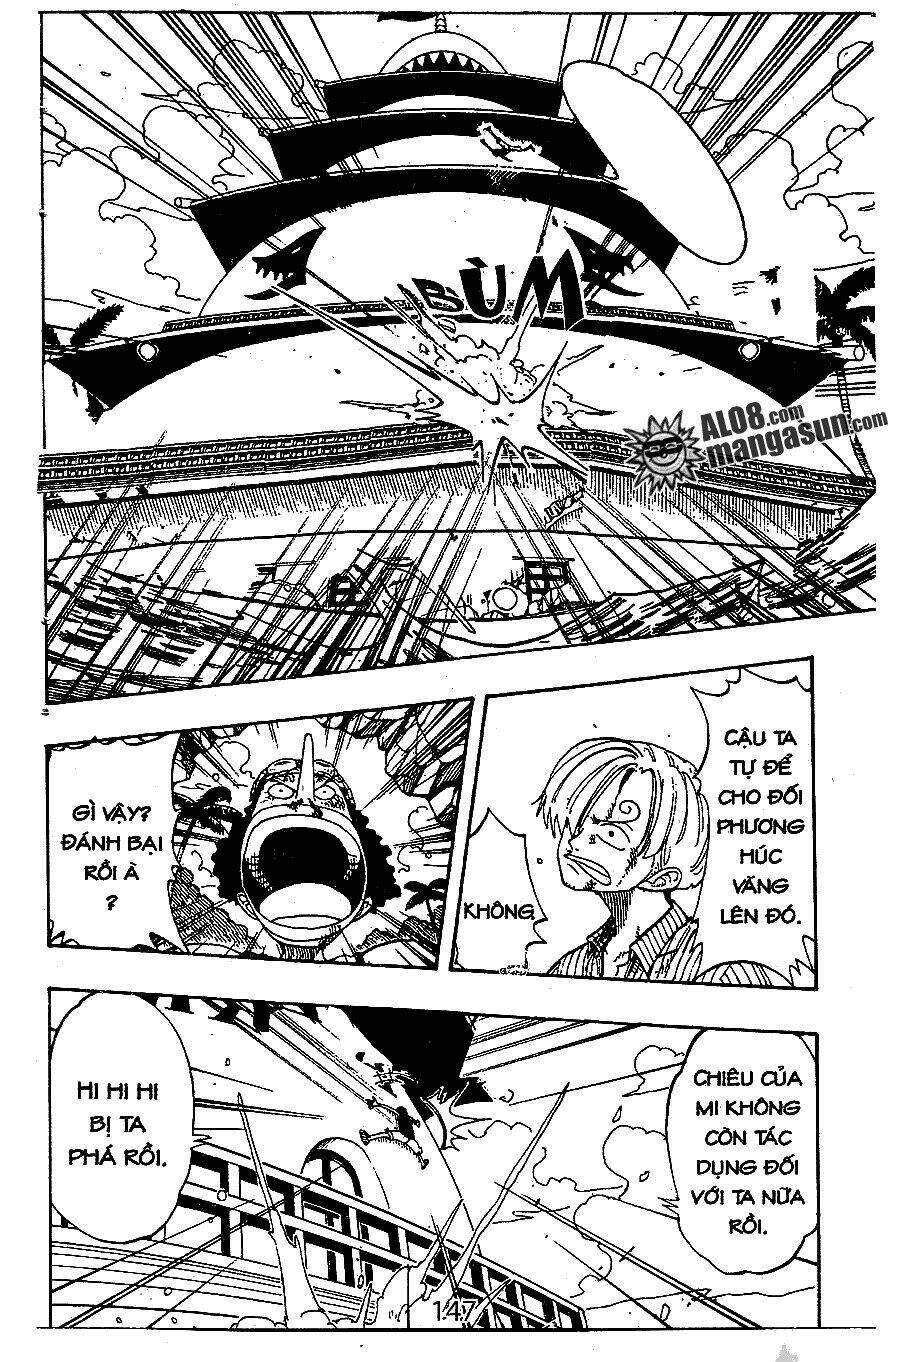 BÙM
ALO8.com
mangasun.com
CẬU TA
TỰ ĐỂ
CHO ĐỐI
PHƯƠNG
HÚC
VĂNG
LÊN ĐÓ.
KHÔNG
GÌ VẬY?
ĐÁNH BẠI
RỒI À
?
CHIÊU CỦA
MI KHÔNG
CÒN TÁC
DỤNG ĐỐI
VỚI TA NỮA
RỒI.
HI HI HI
BỊ TA
PHÁ RỒI.
147